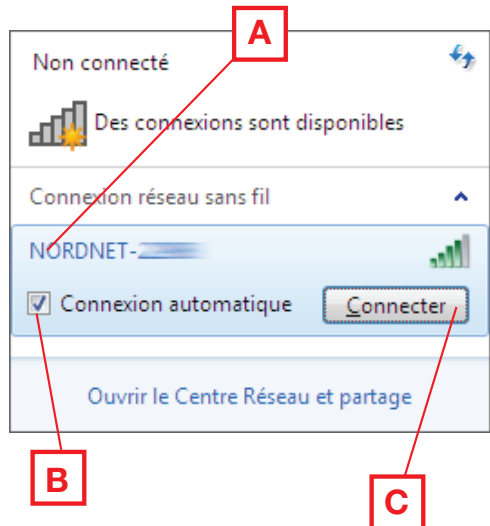 A
Non connecté
Des connexions sont disponibles
Connexion réseau sans fil
NORDNET-
Connexion automatique
Connecter
Ouvrir le Centre Réseau et partage
B
C